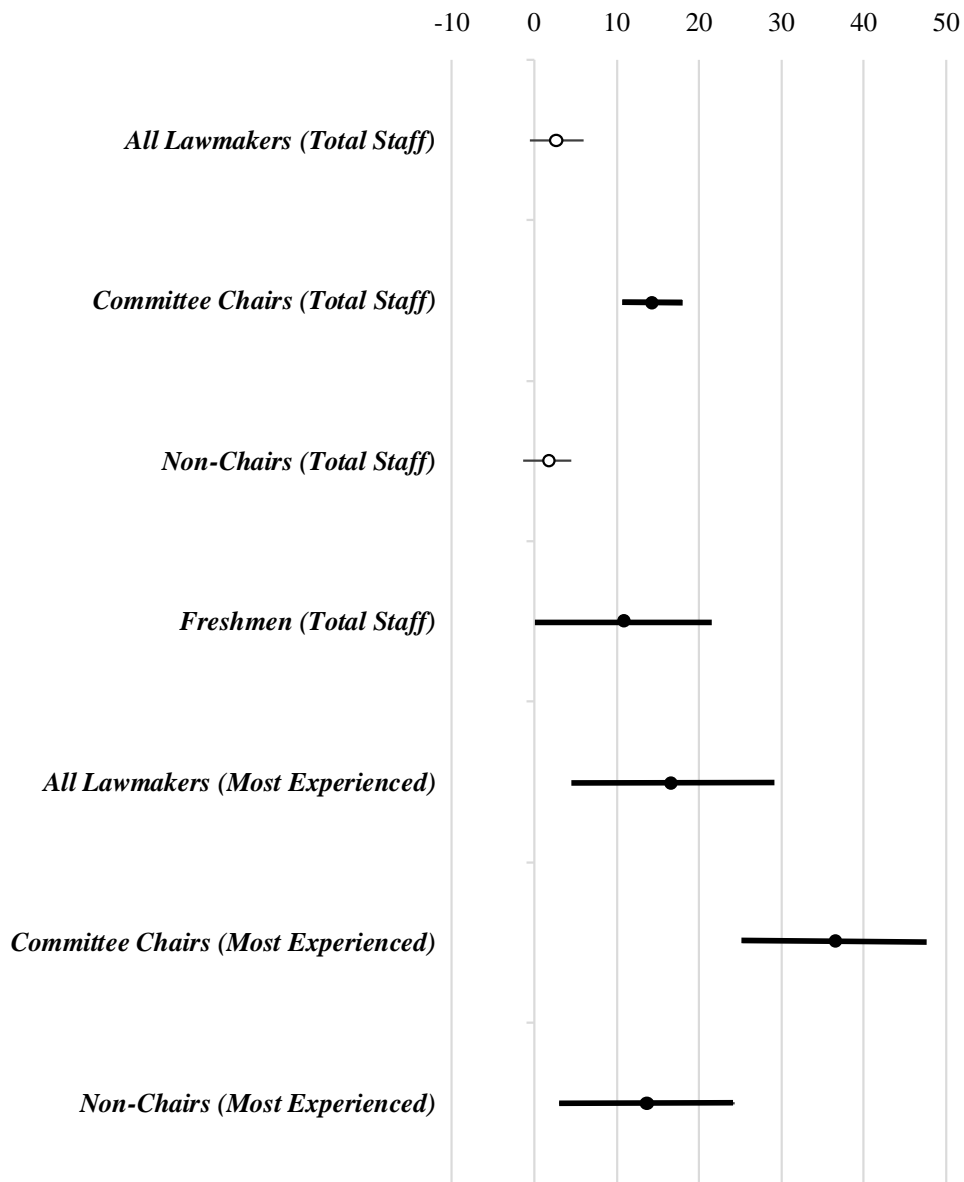 -10 0 10 20 30 40 50
All Lawmakers (Total Staff)
Committee Chairs (Total Staff)
Non-Chairs (Total Staff)
Freshmen (Total Staff)
All Lawmakers (Most Experienced)
Committee Chairs (Most Experienced)
Non-Chairs (Most Experienced)